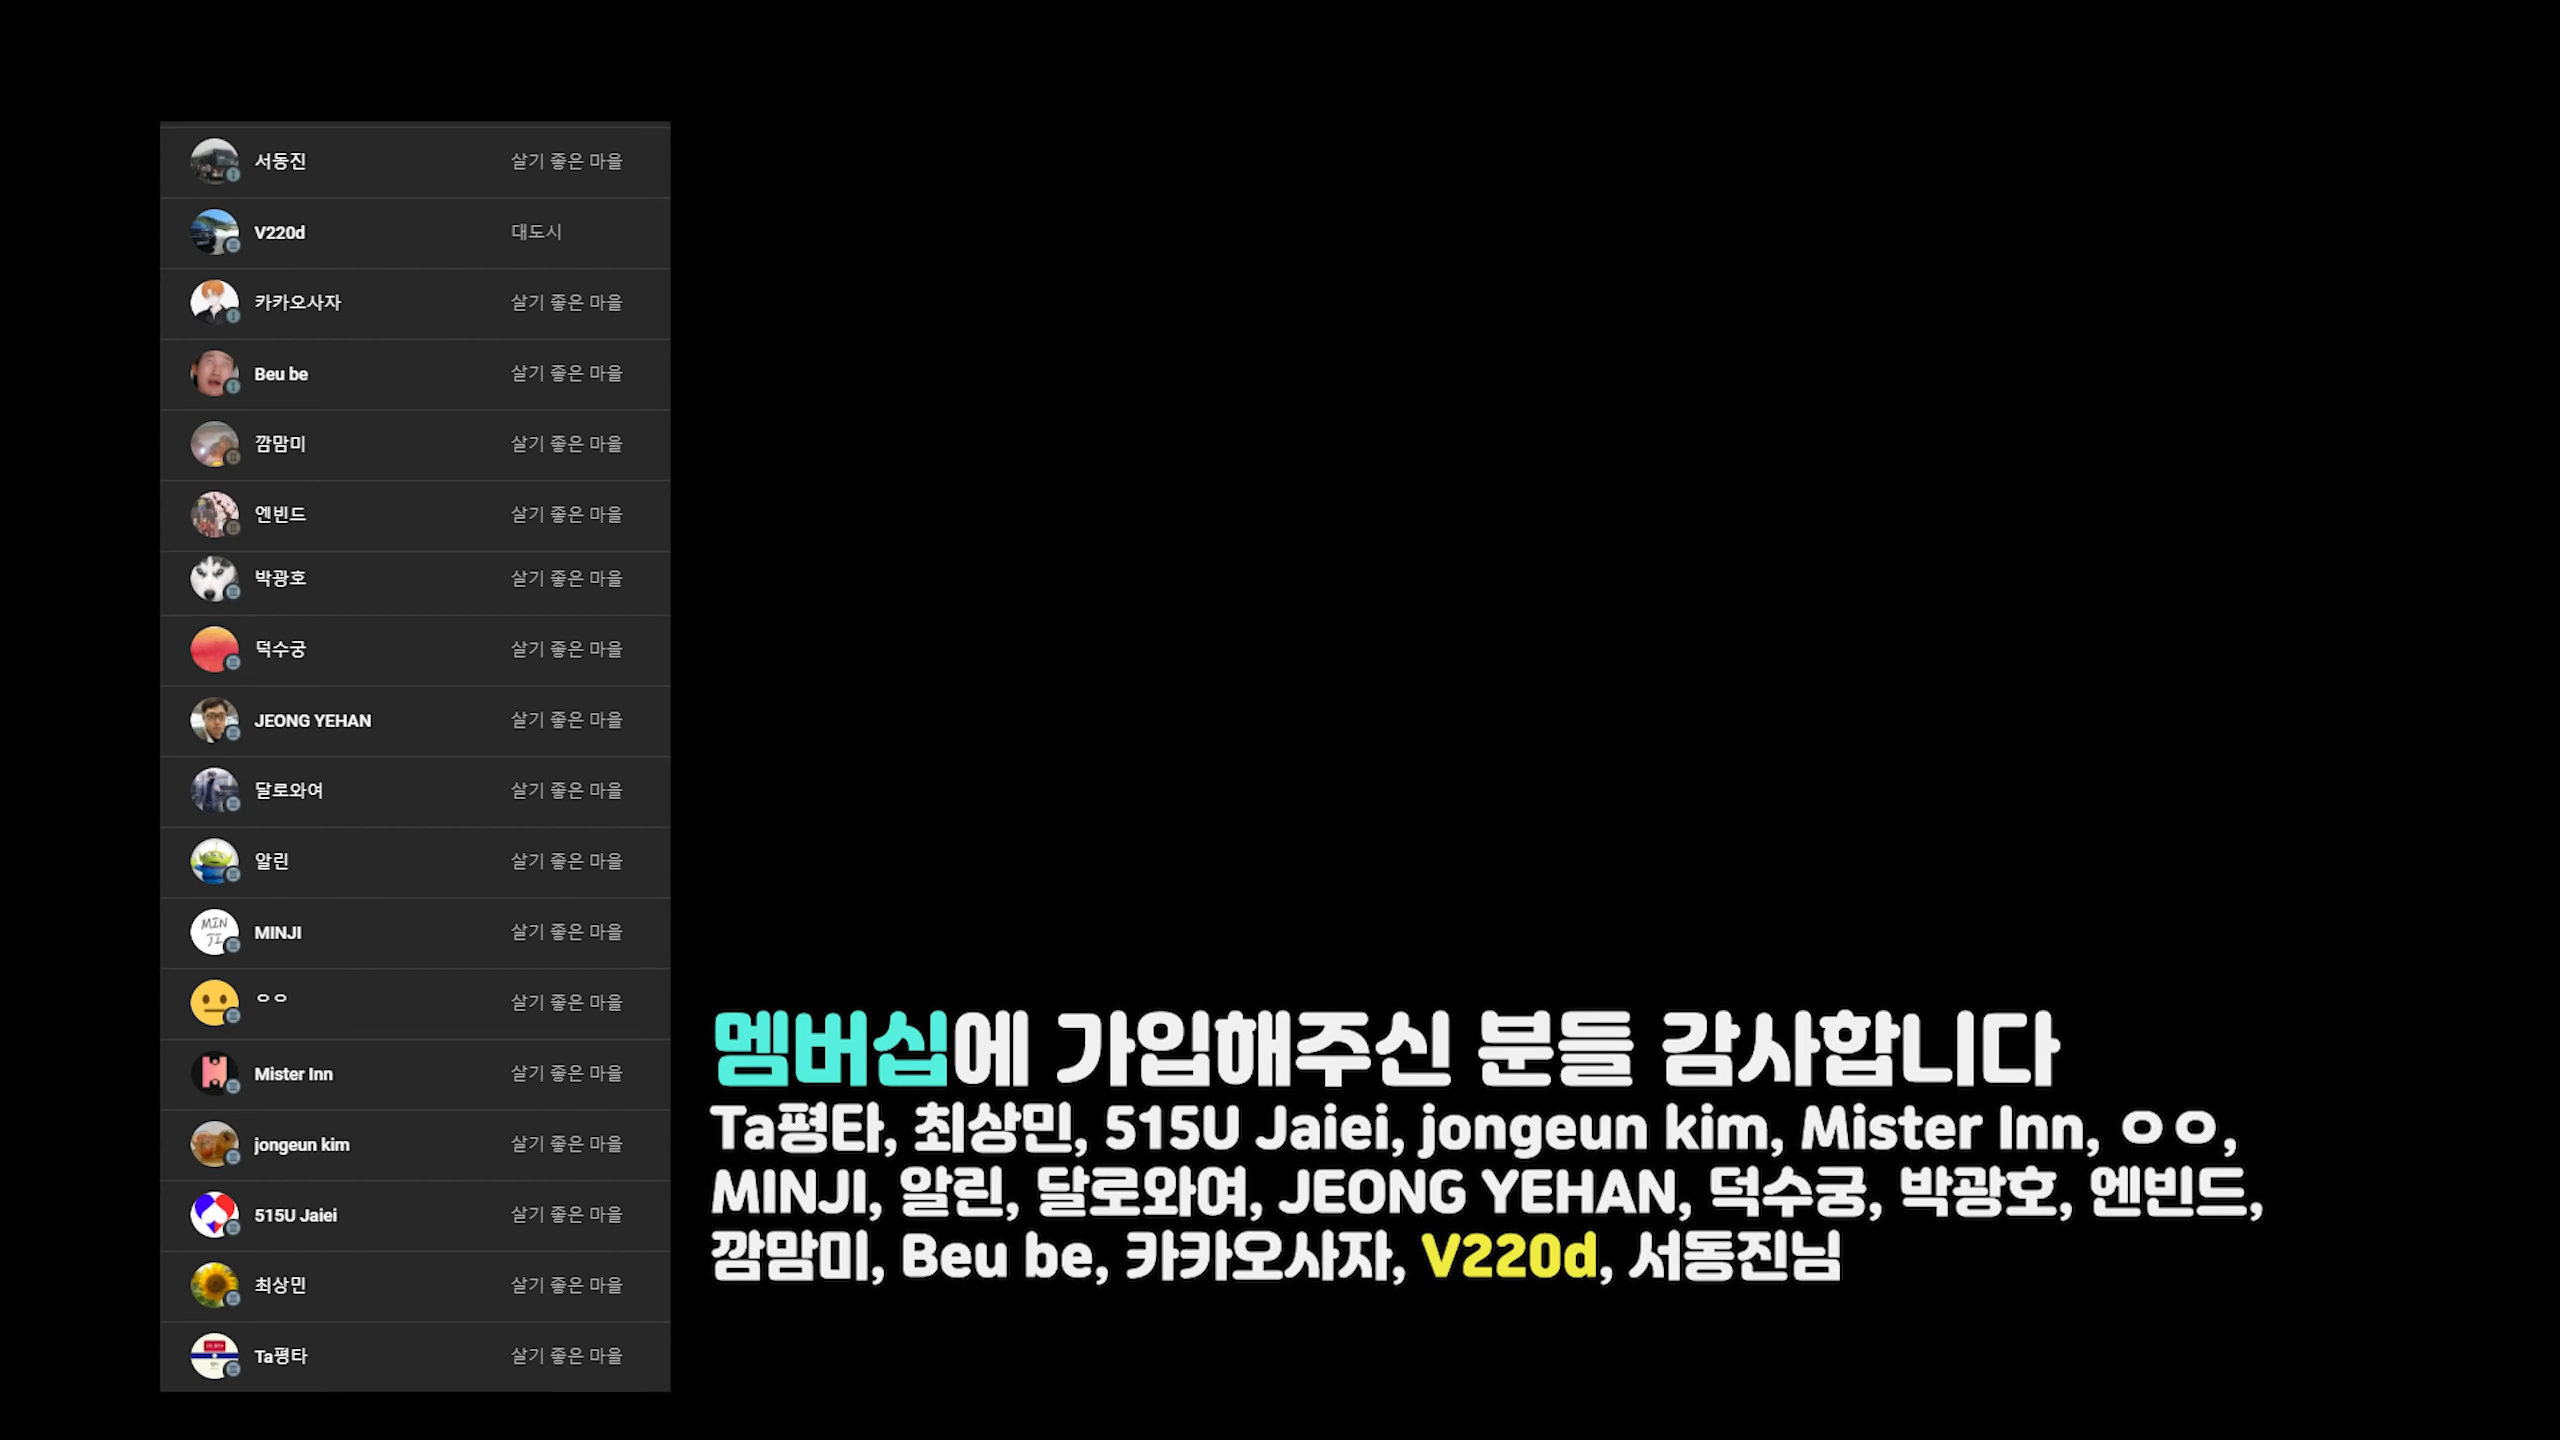 서동진 살기 좋은 마을
V220d 대도시
카카오사자 살기 좋은 마을
Beu be 살기 좋은 마을
깜맘미 살기 좋은 마을
엔빈드 살기 좋은 마을
박광호 살기 좋은 마을
덕수궁 살기 좋은 마을
JEONG YEHAN 살기 좋은 마을
달로와여 살기 좋은 마을
알린 살기 좋은 마을
MINJI 살기 좋은 마을
ㅇㅇ 살기 좋은 마을
Mister Inn 살기 좋은 마을
jongeun kim 살기 좋은 마을
515U Jaiei 살기 좋은 마을
최상민 살기 좋은 마을
Ta평타 살기 좋은 마을
멤버십에 가입해주신 분들 감사합니다
Ta평타, 최상민, 515U Jaiei, jongeun kim, Mister Inn, ㅇㅇ,
MINJI, 알린, 달로와여, JEONG YEHAN, 덕수궁, 박광호, 엔빈드,
깜맘미, Beu be, 카카오사자, V220d, 서동진님